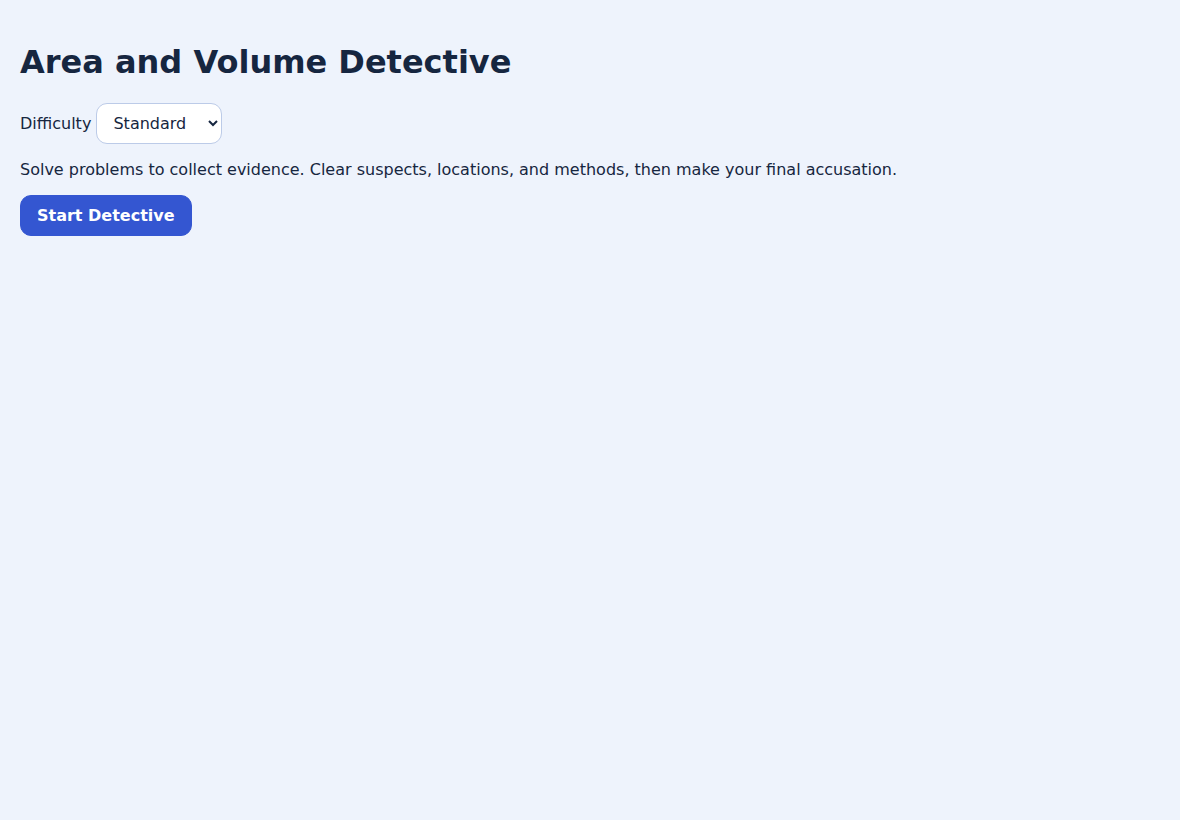 Area and Volume Detective
Difficulty Standard
Solve problems to collect evidence. Clear suspects, locations, and methods, then make your final accusation.
Start Detective